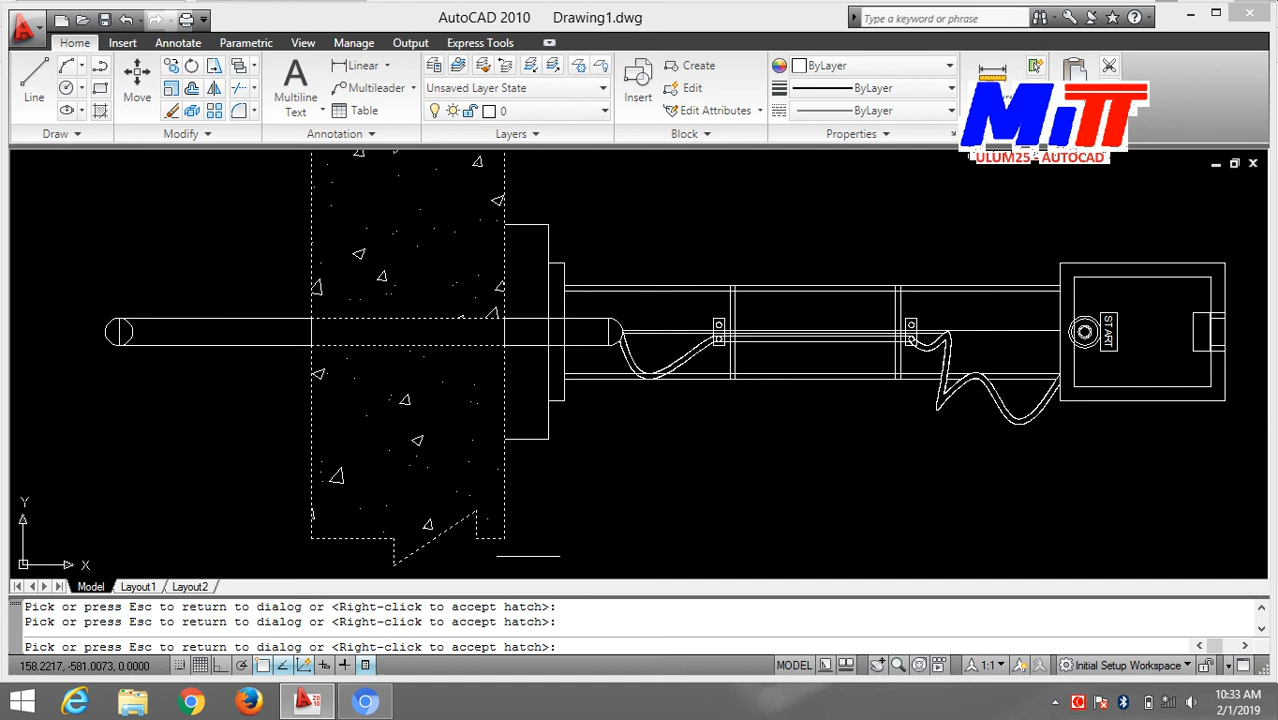 AutoCAD 2010 Drawing1.dwg
Type a keyword or phrase
Home Insert Annotate Parametric View Manage Output Express Tools
Line
Move
Multiline
Text
Linear
Multileader
Table
Unsaved Layer State
0
Insert
Create
Edit
Edit Attributes
ByLayer
ByLayer
ByLayer
Draw Modify Annotation Layers Block Properties
MiTT
ULUM25 - AUTOCAD
START
Y
X
Model Layout1 Layout2
Pick or press Esc to return to dialog or <Right-click to accept hatch>:
Pick or press Esc to return to dialog or <Right-click to accept hatch>:
Pick or press Esc to return to dialog or <Right-click to accept hatch>:
158.2217, -581.0073, 0.0000 MODEL 1:1 Initial Setup Workspace
20
10
10:33 AM
2/1/2019